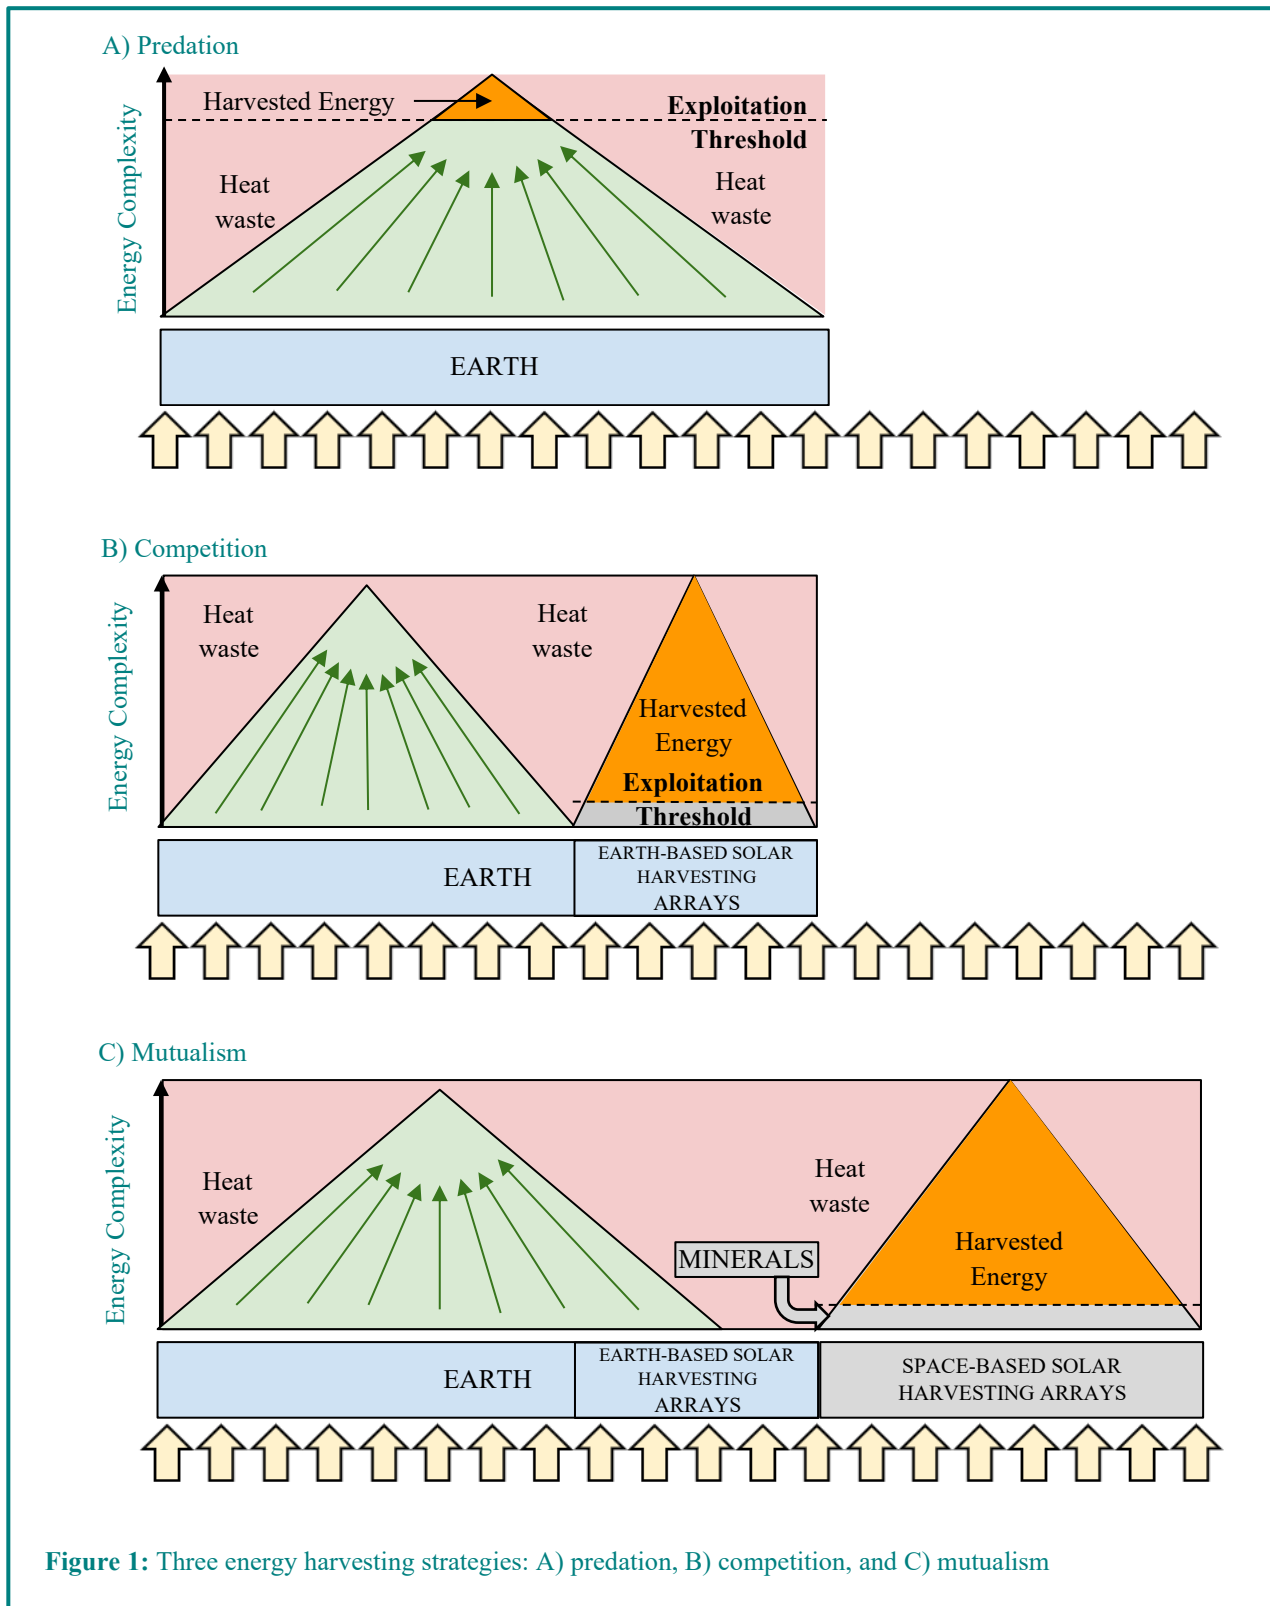 A) Predation
Energy Complexity
Harvested Energy
Exploitation
Threshold
Heat
waste
Heat
waste
EARTH
B) Competition
Energy Complexity
Heat
waste
Heat
waste
Harvested
Energy
Exploitation
Threshold
EARTH
EARTH-BASED SOLAR
HARVESTING
ARRAYS
C) Mutualism
Energy Complexity
Heat
waste
Heat
waste
MINERALS
Harvested
Energy
EARTH
EARTH-BASED SOLAR
HARVESTING
ARRAYS
SPACE-BASED SOLAR
HARVESTING ARRAYS
Figure 1: Three energy harvesting strategies: A) predation, B) competition, and C) mutualism